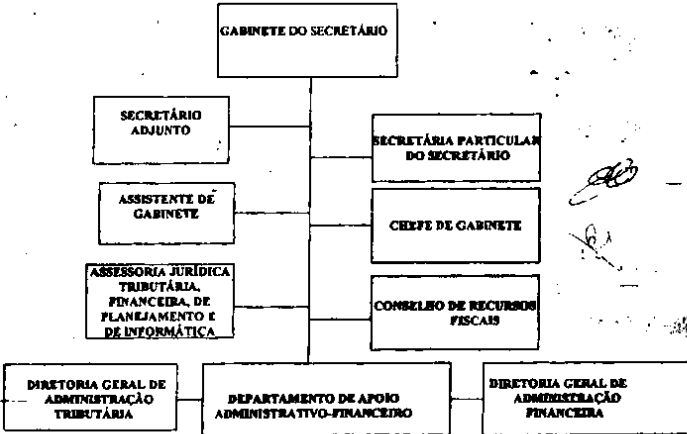 GABINETE DO SECRETÁRIO
SECRETÁRIO
ADJUNTO
SECRETÁRIA PARTICULAR
DO SECRETÁRIO
ASSISTENTE DE
GABINETE
CHEFE DE GABINETE
ASSESSORIA JURÍDICA
TRIBUTÁRIA,
FINANCEIRA, DE
PLANEJAMENTO E
DE INFORMÁTICA
CONSELHO DE RECURSOS
FISCAIS
DIRETORIA GERAL DE
ADMINISTRAÇÃO
TRIBUTÁRIA
DEPARTAMENTO DE APOIO
ADMINISTRATIVO-FINANCEIRO
DIRETORIA GERAL DE
ADMINISTRAÇÃO
FINANCEIRA